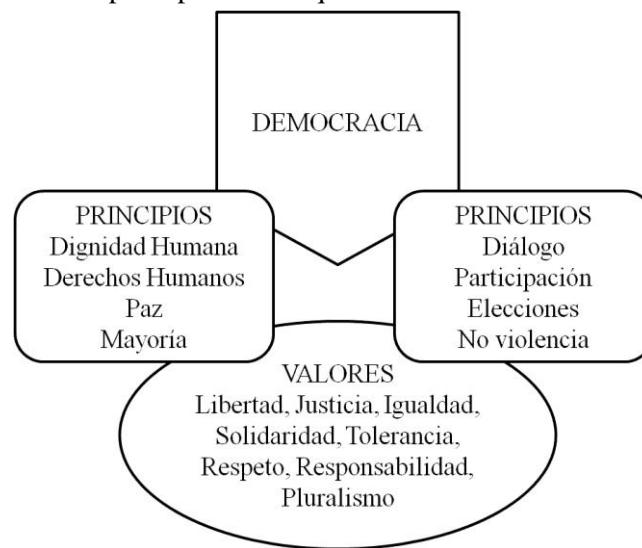 DEMOCRACIA
PRINCIPIOS
Dignidad Humana
Derechos Humanos
Paz
Mayoría
PRINCIPIOS
Diálogo
Participación
Elecciones
No violencia
VALORES
Libertad, Justicia, Igualdad,
Solidaridad, Tolerancia,
Respeto, Responsabilidad,
Pluralismo